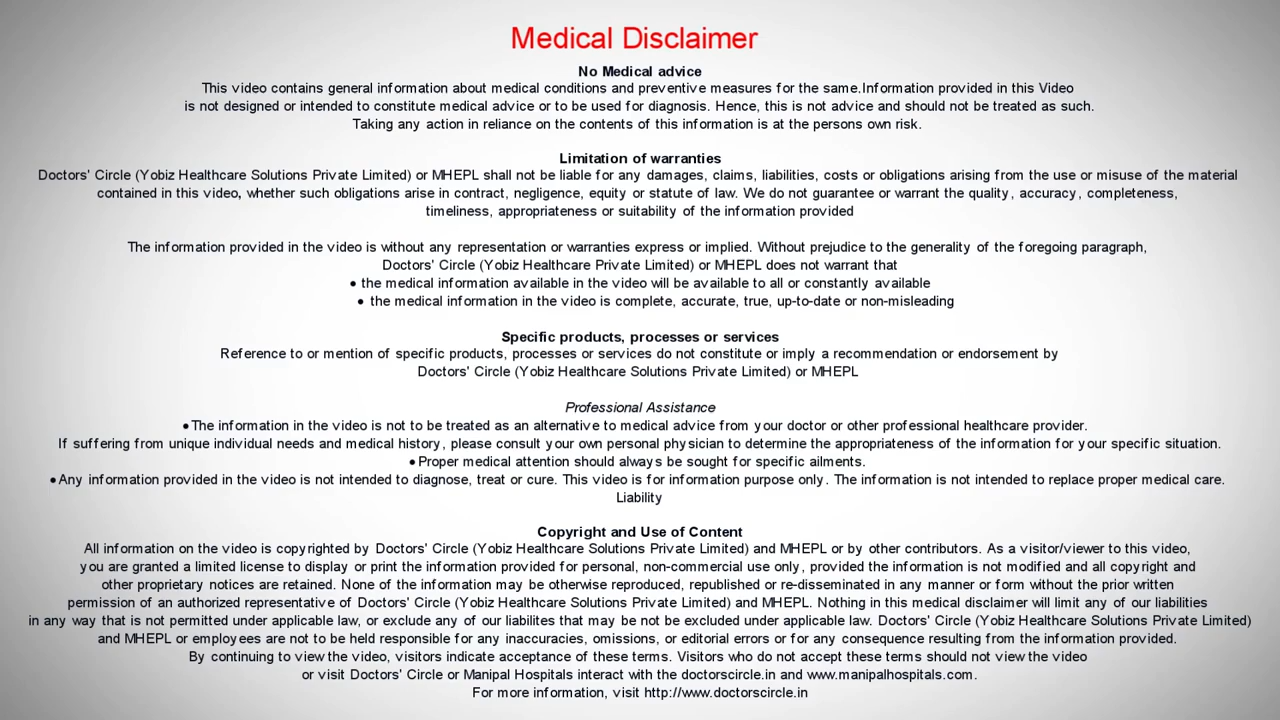 Medical Disclaimer
No Medical advice
This video contains general information about medical conditions and preventive measures for the same.Information provided in this Video
is not designed or intended to constitute medical advice or to be used for diagnosis. Hence, this is not advice and should not be treated as such.
Taking any action in reliance on the contents of this information is at the persons own risk.
Limitation of warranties
Doctors' Circle (Yobiz Healthcare Solutions Private Limited) or MHEPL shall not be liable for any damages, claims, liabilities, costs or obligations arising from the use or misuse of the material
contained in this video, whether such obligations arise in contract, negligence, equity or statute of law. We do not guarantee or warrant the quality, accuracy, completeness,
timeliness, appropriateness or suitability of the information provided
The information provided in the video is without any representation or warranties express or implied. Without prejudice to the generality of the foregoing paragraph,
Doctors' Circle (Yobiz Healthcare Private Limited) or MHEPL does not warrant that
• the medical information available in the video will be available to all or constantly available
• the medical information in the video is complete, accurate, true, up-to-date or non-misleading
Specific products, processes or services
Reference to or mention of specific products, processes or services do not constitute or imply a recommendation or endorsement by
Doctors' Circle (Yobiz Healthcare Solutions Private Limited) or MHEPL
Professional Assistance
•The information in the video is not to be treated as an alternative to medical advice from your doctor or other professional healthcare provider.
If suffering from unique individual needs and medical history, please consult your own personal physician to determine the appropriateness of the information for your specific situation.
•Proper medical attention should always be sought for specific ailments.
•Any information provided in the video is not intended to diagnose, treat or cure. This video is for information purpose only. The information is not intended to replace proper medical care.
Liability
Copyright and Use of Content
All information on the video is copyrighted by Doctors' Circle (Yobiz Healthcare Solutions Private Limited) and MHEPL or by other contributors. As a visitor/viewer to this video,
you are granted a limited license to display or print the information provided for personal, non-commercial use only, provided the information is not modified and all copyright and
other proprietary notices are retained. None of the information may be otherwise reproduced, republished or re-disseminated in any manner or form without the prior written
permission of an authorized representative of Doctors' Circle (Yobiz Healthcare Solutions Private Limited) and MHEPL. Nothing in this medical disclaimer will limit any of our liabilities
in any way that is not permitted under applicable law, or exclude any of our liabilites that may be not be excluded under applicable law. Doctors' Circle (Yobiz Healthcare Solutions Private Limited)
and MHEPL or employees are not to be held responsible for any inaccuracies, omissions, or editorial errors or for any consequence resulting from the information provided.
By continuing to view the video, visitors indicate acceptance of these terms. Visitors who do not accept these terms should not view the video
or visit Doctors' Circle or Manipal Hospitals interact with the doctorscircle.in and www.manipalhospitals.com.
For more information, visit http://www.doctorscircle.in